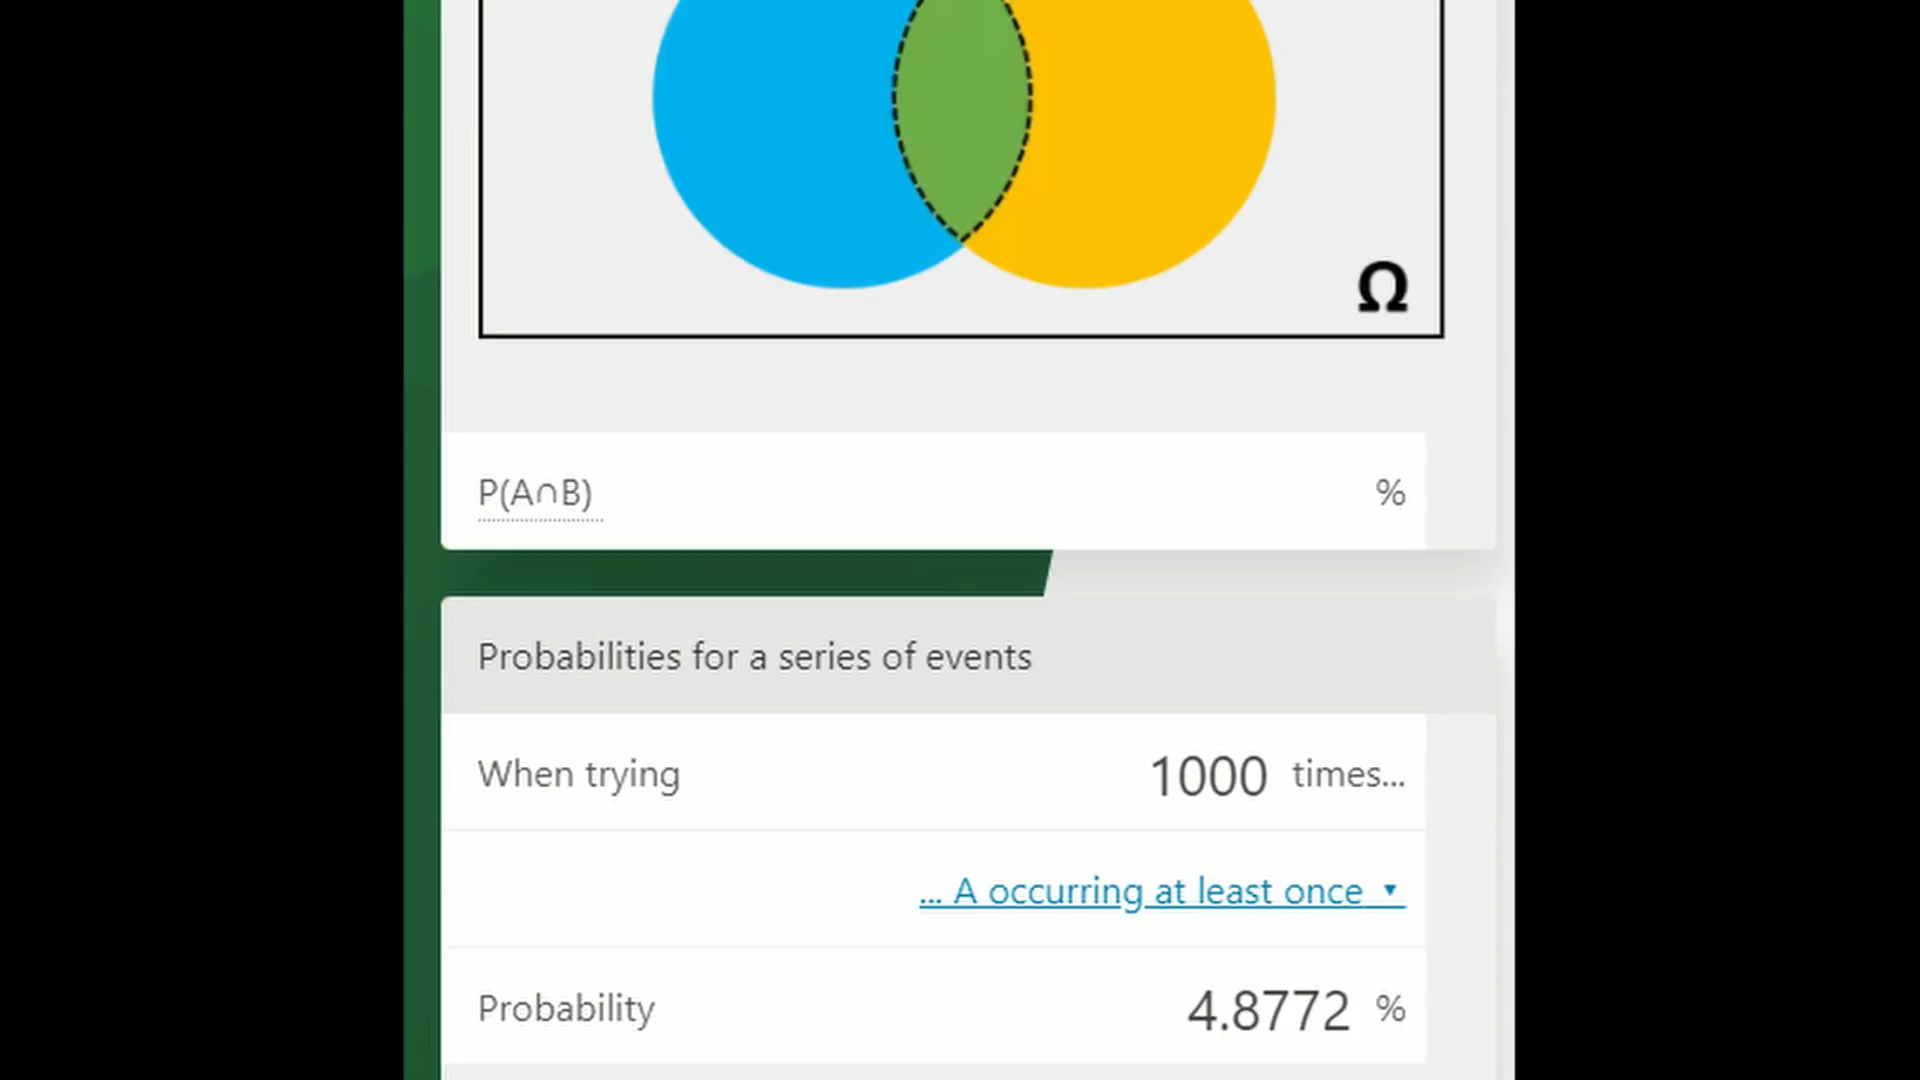 Ω
P(A∩B) %
Probabilities for a series of events
When trying 1000 times...
... A occurring at least once ▼
Probability 4.8772 %